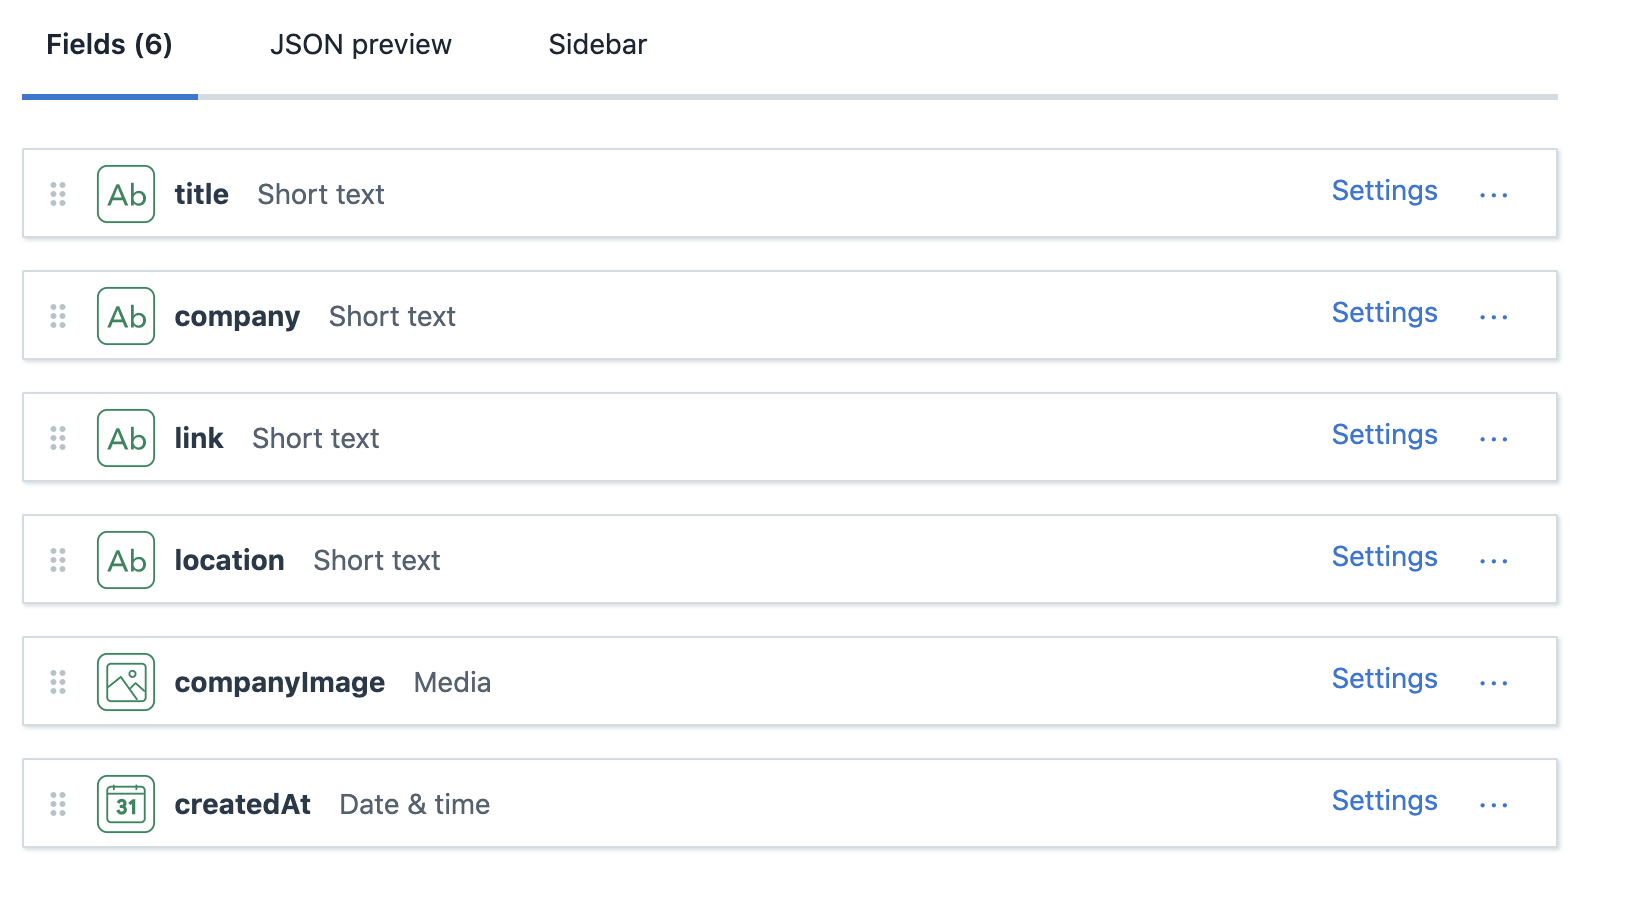 Fields (6) JSON preview Sidebar
Ab title Short text Settings ...
Ab company Short text Settings ...
Ab link Short text Settings ...
Ab location Short text Settings ...
companyImage Media Settings ...
31 createdAt Date & time Settings ...